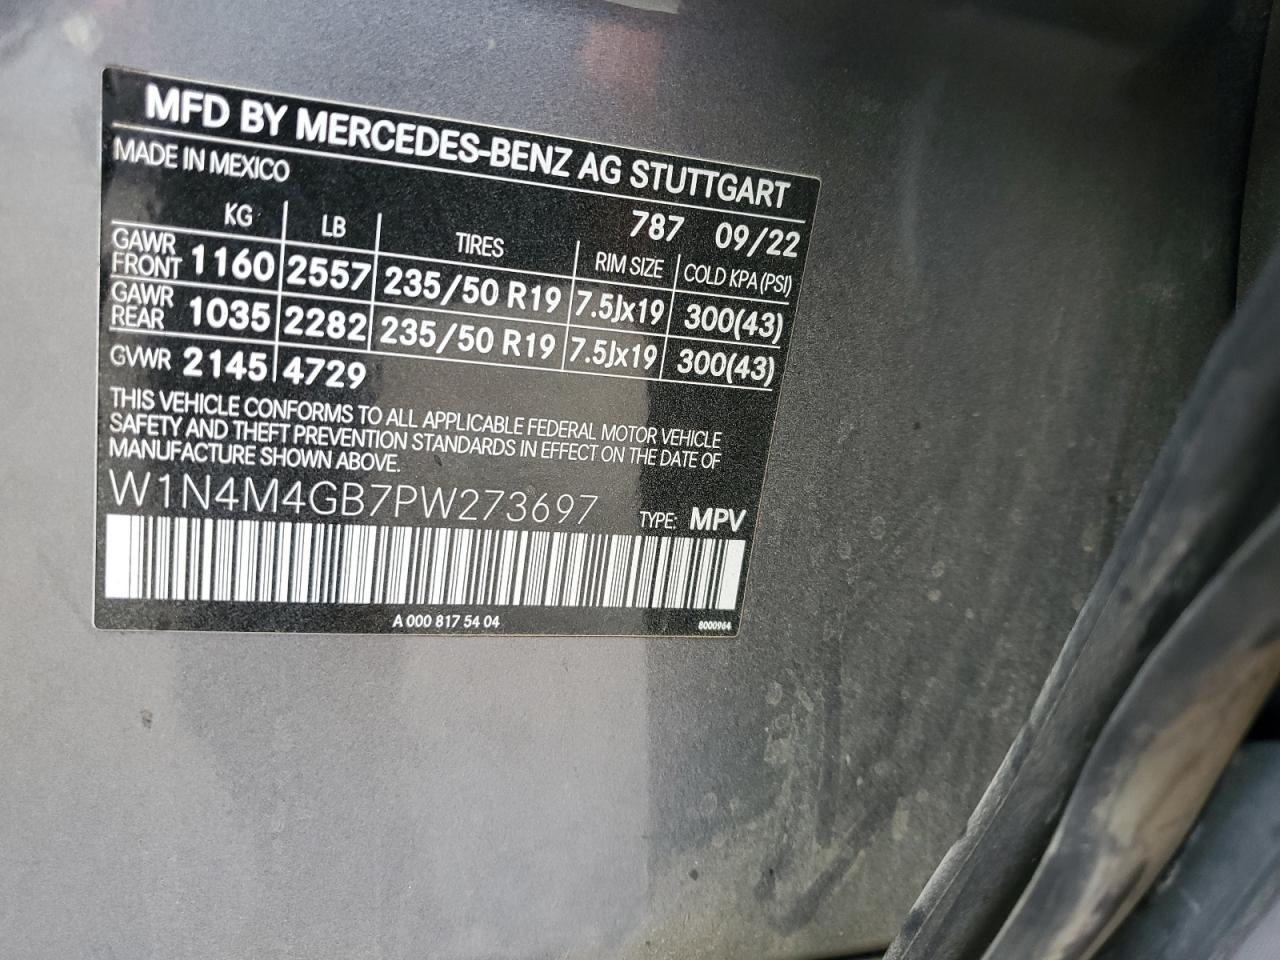 MFD BY MERCEDES-BENZ AG STUTTGART
MADE IN MEXICO
787 09/22
KG LB TIRES RIM SIZE COLD KPA (PSI)
GAWR FRONT 1160 2557 235/50 R19 7.5Jx19 300(43)
GAWR REAR 1035 2282 235/50 R19 7.5Jx19 300(43)
GVWR 2145 4729
THIS VEHICLE CONFORMS TO ALL APPLICABLE FEDERAL MOTOR VEHICLE
SAFETY AND THEFT PREVENTION STANDARDS IN EFFECT ON THE DATE OF
MANUFACTURE SHOWN ABOVE.
W1N4M4GB7PW273697 TYPE: MPV
A 000 817 54 04 8000964